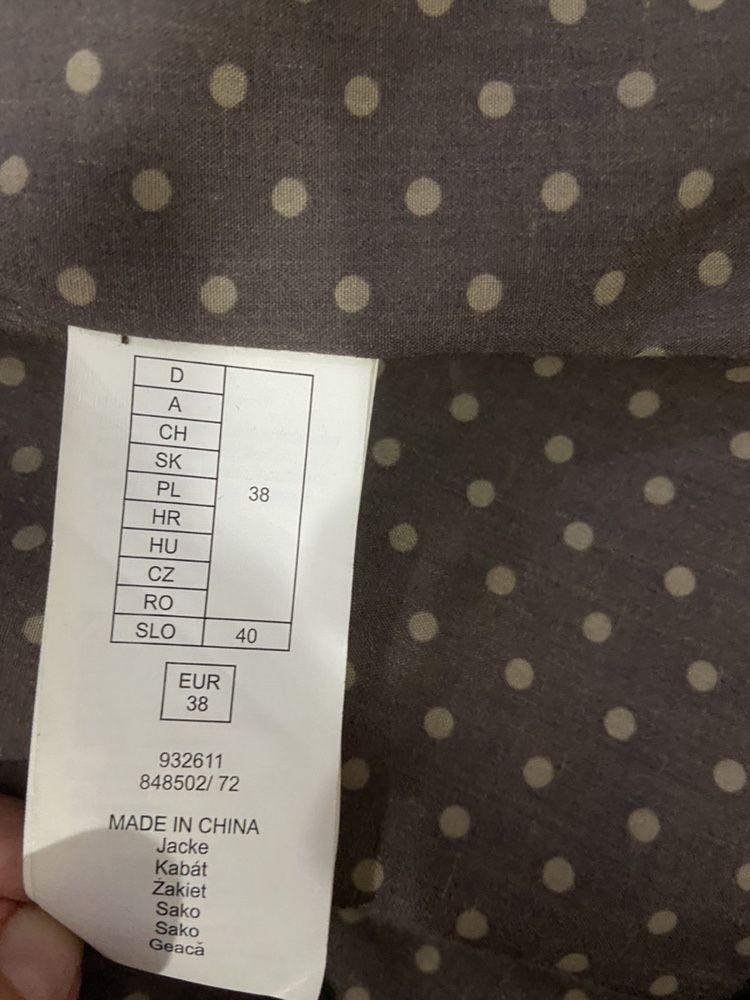 D
A
CH
SK
PL
38
HR
HU
CZ
RO
SLO 40
EUR
38
932611
848502/ 72
MADE IN CHINA
Jacke
Kabát
Żakiet
Sako
Sako
Geacă